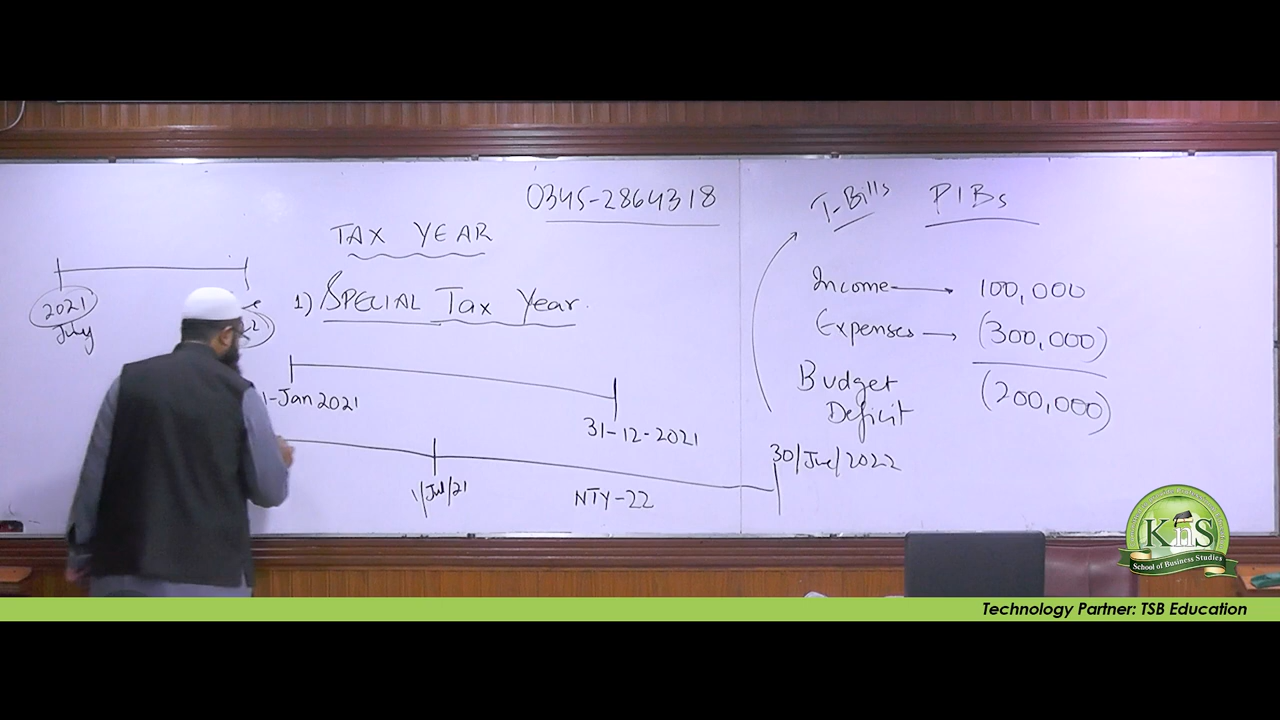 0345-2864318
TAX YEAR
2021
July
1) SPECIAL Tax Year.
1-Jan 2021
31-12-2021
1/Jul/21
NTY-22
30/June/2022
T-Bills PIBs
Income 100,000
Expenses (300,000)
Budget
Deficit (200,000)
KnS
School of Business Studies
Technology Partner: TSB Education